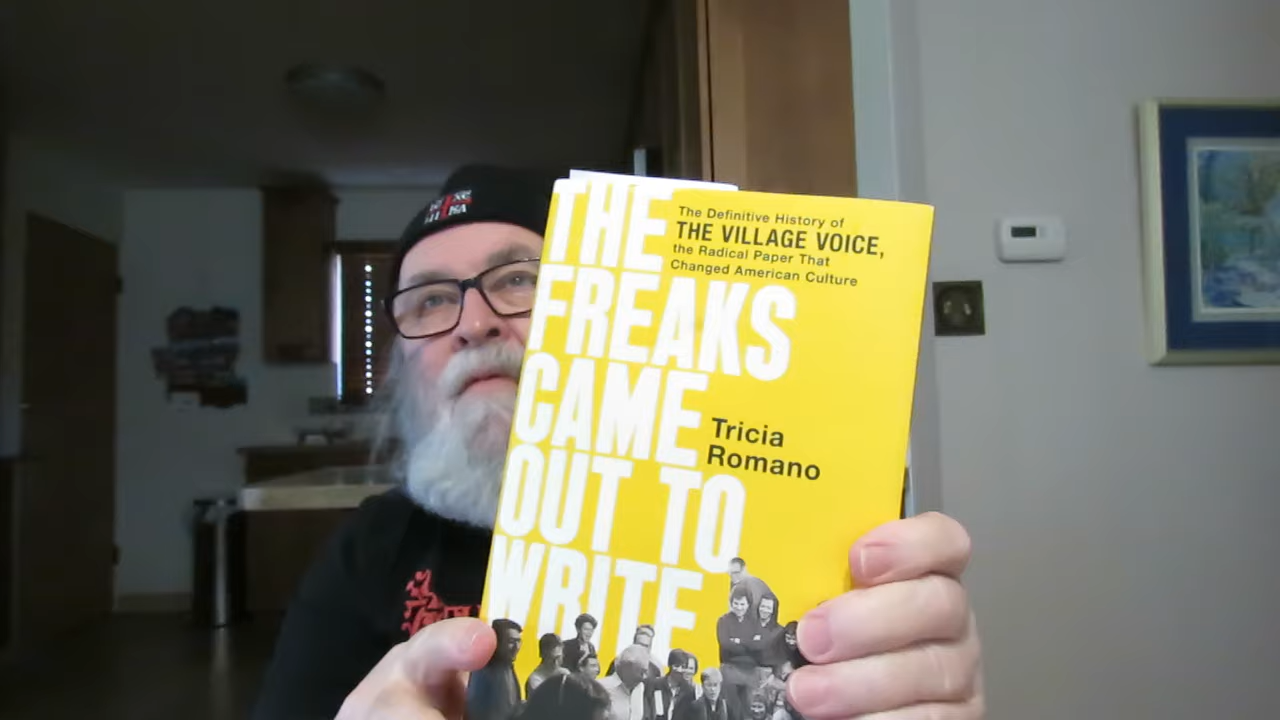 THE
FREAKS
CAME
OUT TO
WRITE
The Definitive History of
THE VILLAGE VOICE,
the Radical Paper That
Changed American Culture
Tricia
Romano